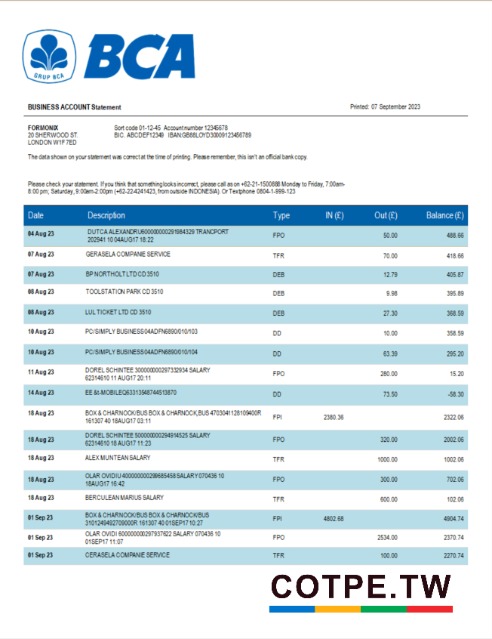 GRUP BCA
BCA
BUSINESS ACCOUNT Statement Printed: 07 September 2023
FORMONIX Sort code 01-12-45 Account number 12345678
20 SHERWOOD ST. BIC. ABCDEF12349 IBAN GB88LOYD30009123456789
LONDON W1F 7ED
The data shown on your statement was correct at the time of printing. Please remember, this isn't an official bank copy.
Please check your statement. If you think that something looks incorrect, please call as on +62-21-1500888 Monday to Friday, 7:00am-
8:00 pm; Saturday, 9:00am-2:00pm (+62-22-4241423, from outside INDONESIA). Or Textphone 0804-1-999-123
Date Description Type IN (£) Out (£) Balance (£)
04 Aug 23 DUTCA ALEXANDRU600000000291984329 TRANCPORT FPO 50.00 488.66
202941 10 04AUG17 18:22
07 Aug 23 GERASELA COMPANIE SERVICE TFR 70.00 418.66
07 Aug 23 BP NORTHOLT LTD CD 3510 DEB 12.79 405.87
08 Aug 23 TOOLSTATION PARK CD 3510 DEB 9.98 395.89
08 Aug 23 LUL TICKET LTD CD 3510 DEB 27.30 368.59
10 Aug 23 PC/SIMPLY BUSINESS04ADFN6890/010/103 DD 10.00 358.59
10 Aug 23 PC/SIMPLY BUSINESS04ADFN6890/010/104 DD 63.39 295.20
11 Aug 23 DOREL SCHINTEE 300000000297332934 SALARY FPO 280.00 15.20
62314610 11 AUG17 20:11
14 Aug 23 DD 73.50 -58.30
18 Aug 23 BOX & CHARNOCK/BUS BOX & CHARNOCK,BUS 4703041128109400R FPI 2380.36 2322.06
161307 40 18AUG17 03:11
18 Aug 23 DOREL SCHINTEE 500000000294914525 SALARY FPO 320.00 2002.06
62314610 18 AUG17 11:23
18 Aug 23 ALEX MUNTEAN SALARY TFR 1000.00 1002.06
18 Aug 23 OLAR OVIDIU 400000000299685458 SALARY 070436 10 FPO 300.00 702.06
18AUG17 16:42
18 Aug 23 BERCULEAN MARIUS SALARY TFR 600.00 102.06
01 Sep 23 BOX & CHARNOCK/BUS BOX & CHARNOCK/BUS FPI 4802.68 4904.74
3101249492709000R 161307 40 01SEP17 10:27
01 Sep 23 OLAR OVIDI 600000000297937622 SALARY 070436 10 FPO 2534.00 2370.74
01SEP17 11:07
01 Sep 23 CERASELA COMPANIE SERVICE TFR 100.00 2270.74
COTPE.TW